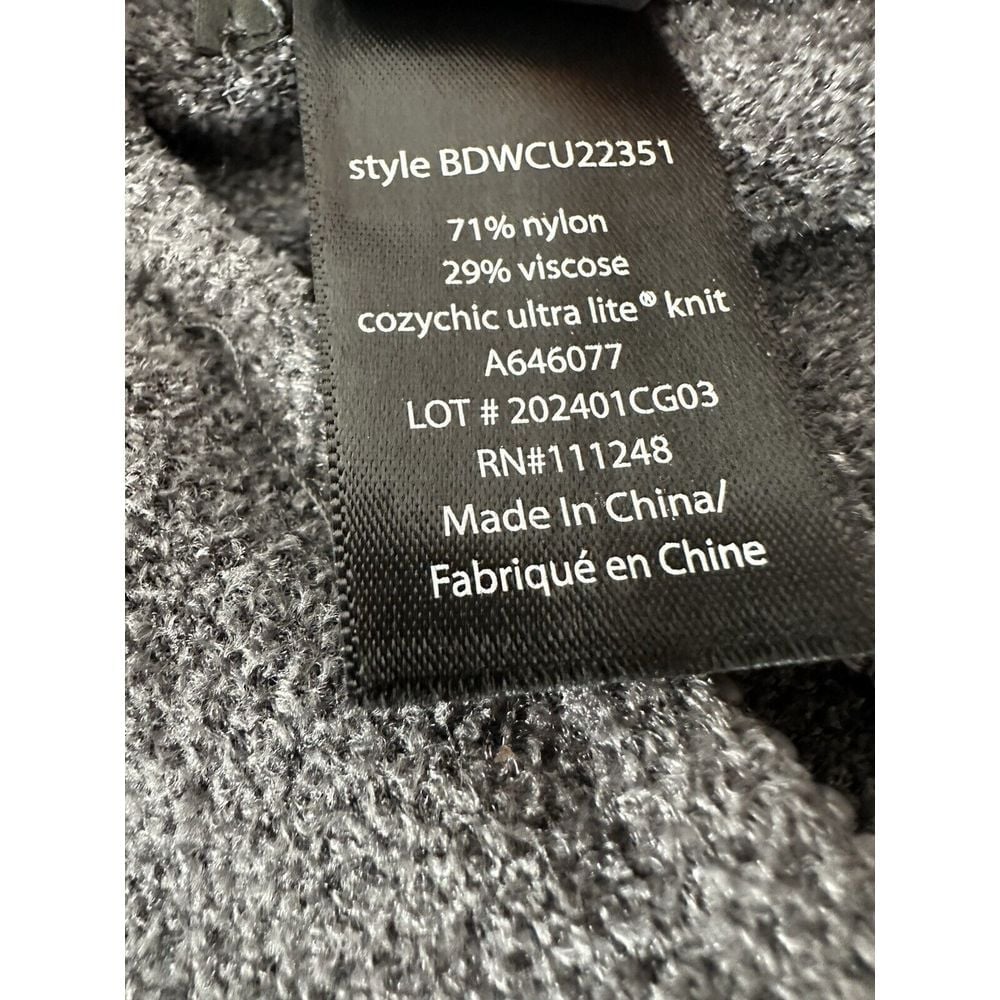 style BDWCU22351
71% nylon
29% viscose
cozychic ultra lite® knit
A646077
LOT # 202401CG03
RN#111248
Made In China/
Fabriqué en Chine